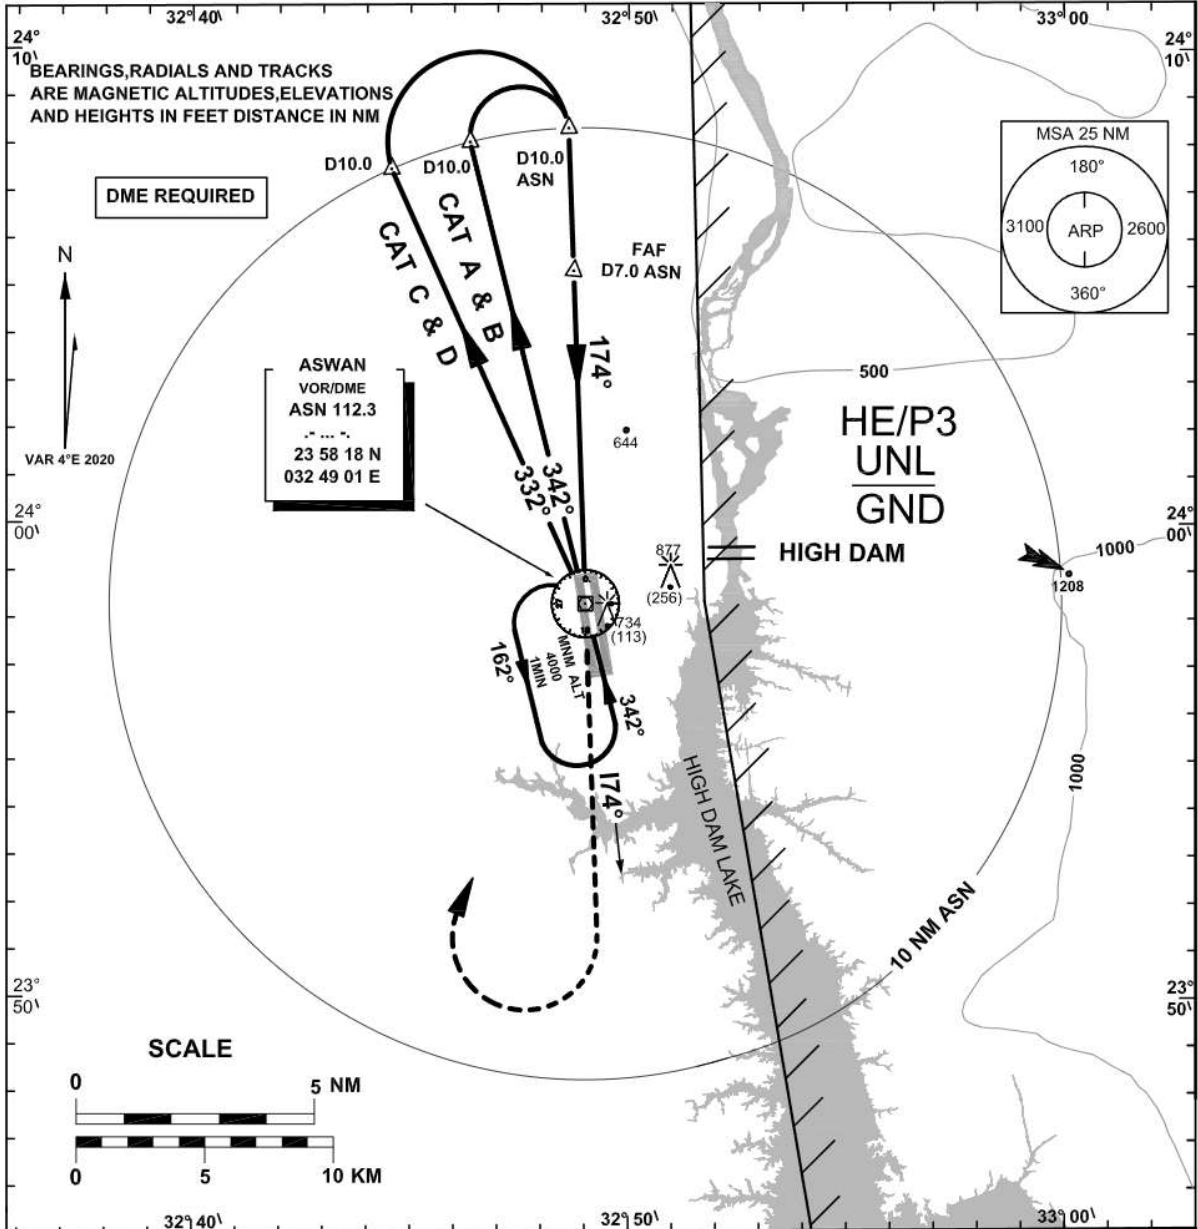 32°40\
32°50\
33°00
24°
10\
24°
10\
BEARINGS,RADIALS AND TRACKS
ARE MAGNETIC ALTITUDES,ELEVATIONS
AND HEIGHTS IN FEET DISTANCE IN NM
MSA 25 NM
180°
3100
ARP
2600
360°
D10.0
D10.0
D10.0
ASN
DME REQUIRED
CAT C & D
CAT A & B
FAF
D7.0 ASN
N
VAR 4°E 2020
174°
ASWAN
VOR/DME
ASN 112.3
.- ... -.
23 58 18 N
032 49 01 E
500
644
HE/P3
UNL
GND
332°
342°
24°
00\
24°
00\
877
(256)
HIGH DAM
1000
1208
734
(113)
162°
1MIN
4000
MNM ALT
342°
I74°
HIGH DAM LAKE
1000
10 NM ASN
23°
50\
23°
50\
SCALE
0
5 NM
0
5
10 KM
32°40\
32°50\
33°00